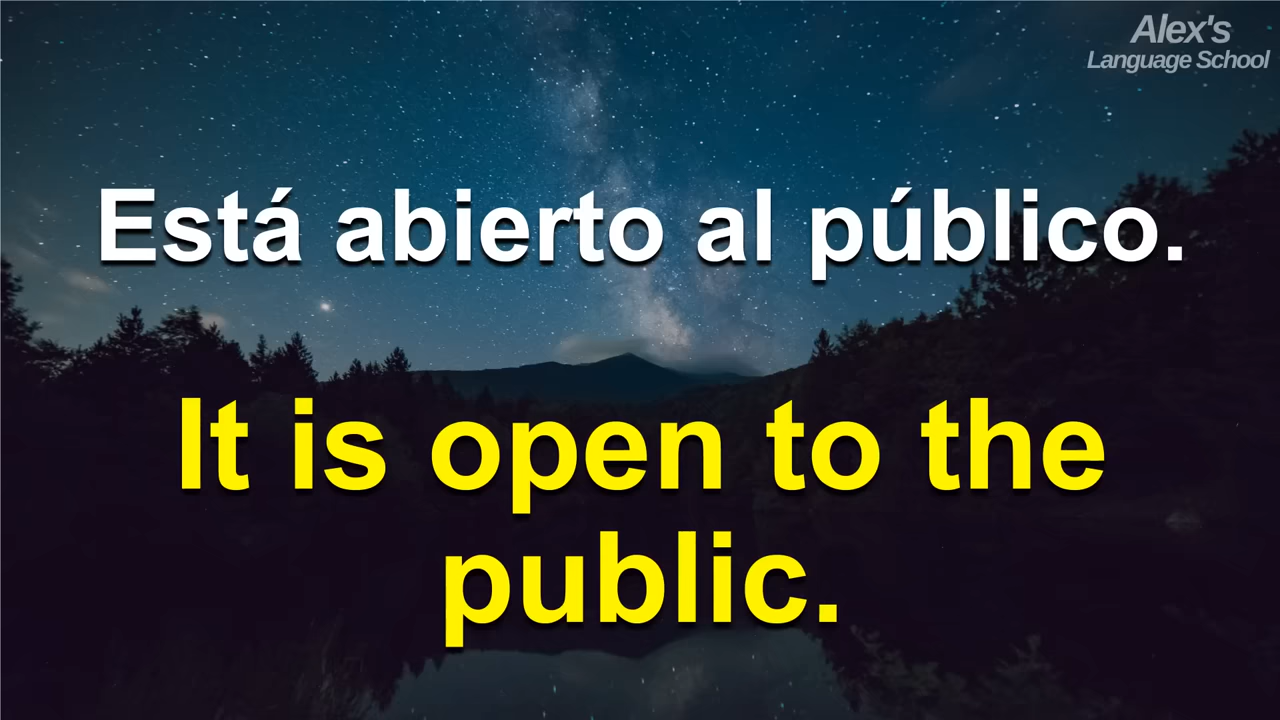 Alex's
Language School
Está abierto al público.
It is open to the
public.